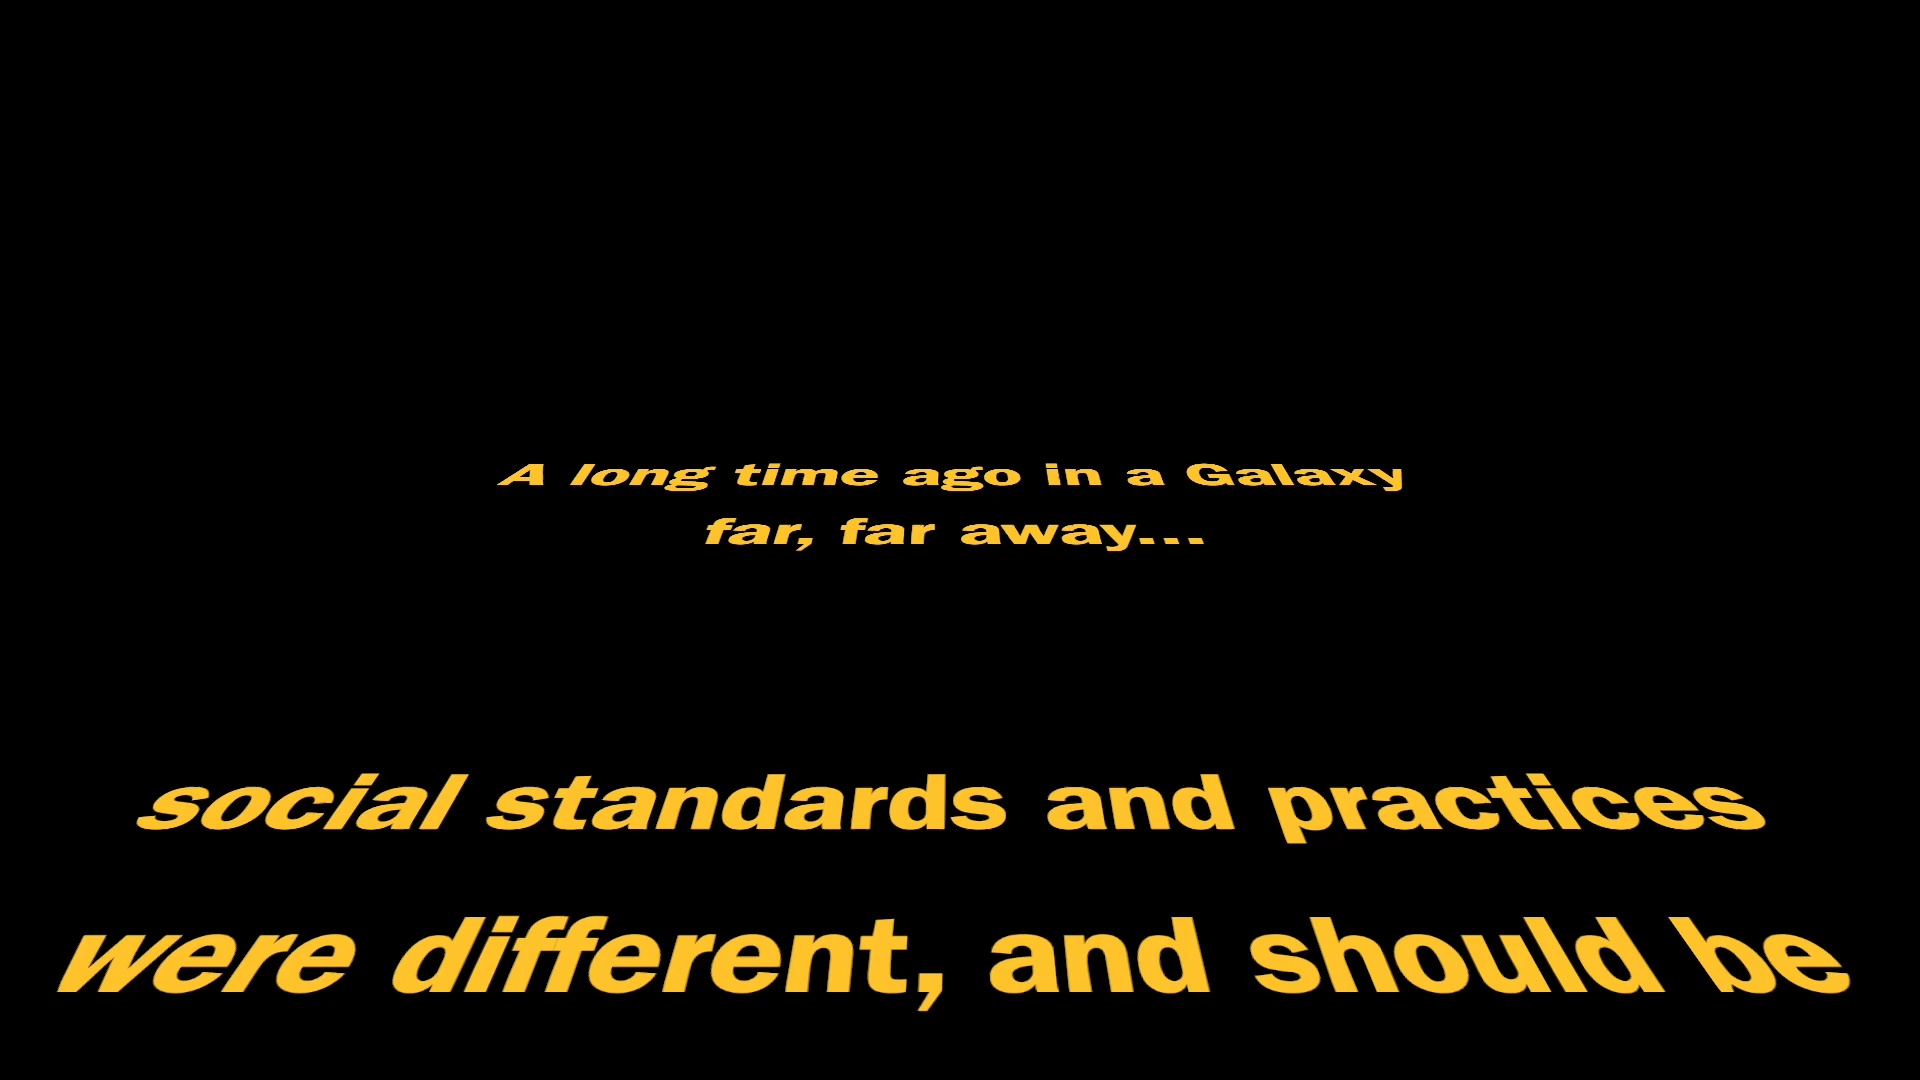 A long time ago in a Galaxy
far, far away...
social standards and practices
were different, and should be